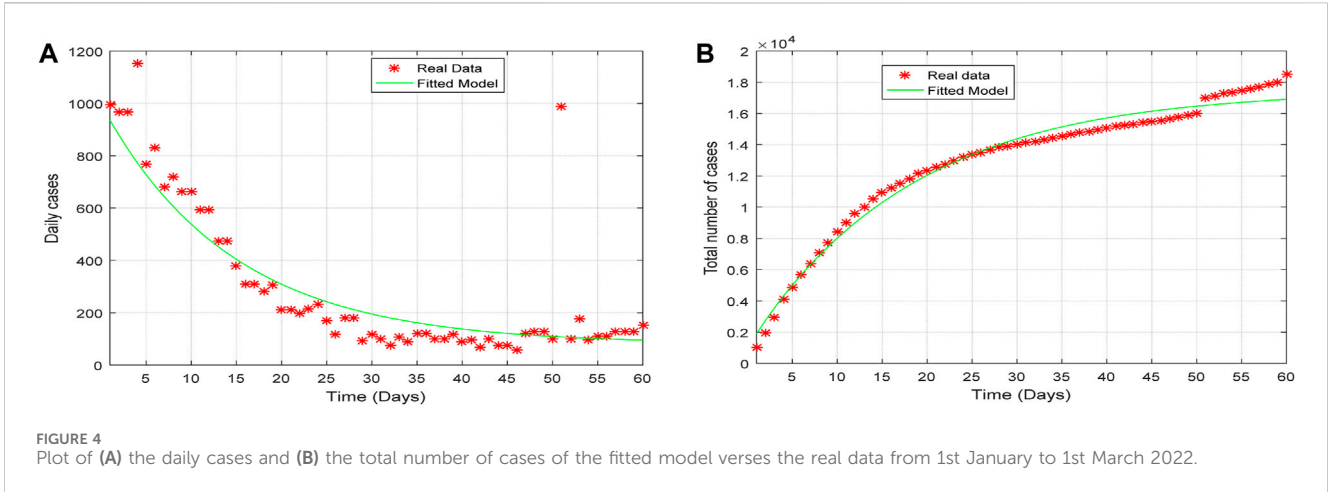 A
1200
1000
800
600
400
200
0
Daily cases
Real Data
Fitted Model
5 10 15 20 25 30 35 40 45 50 55 60
Time (Days)
B
× 10⁴
2
1.8
1.6
1.4
1.2
1
0.8
0.6
0.4
0.2
0
Total number of cases
Real data
Fitted Model
5 10 15 20 25 30 35 40 45 50 55 60
Time (Days)
FIGURE 4
Plot of (A) the daily cases and (B) the total number of cases of the fitted model verses the real data from 1st January to 1st March 2022.